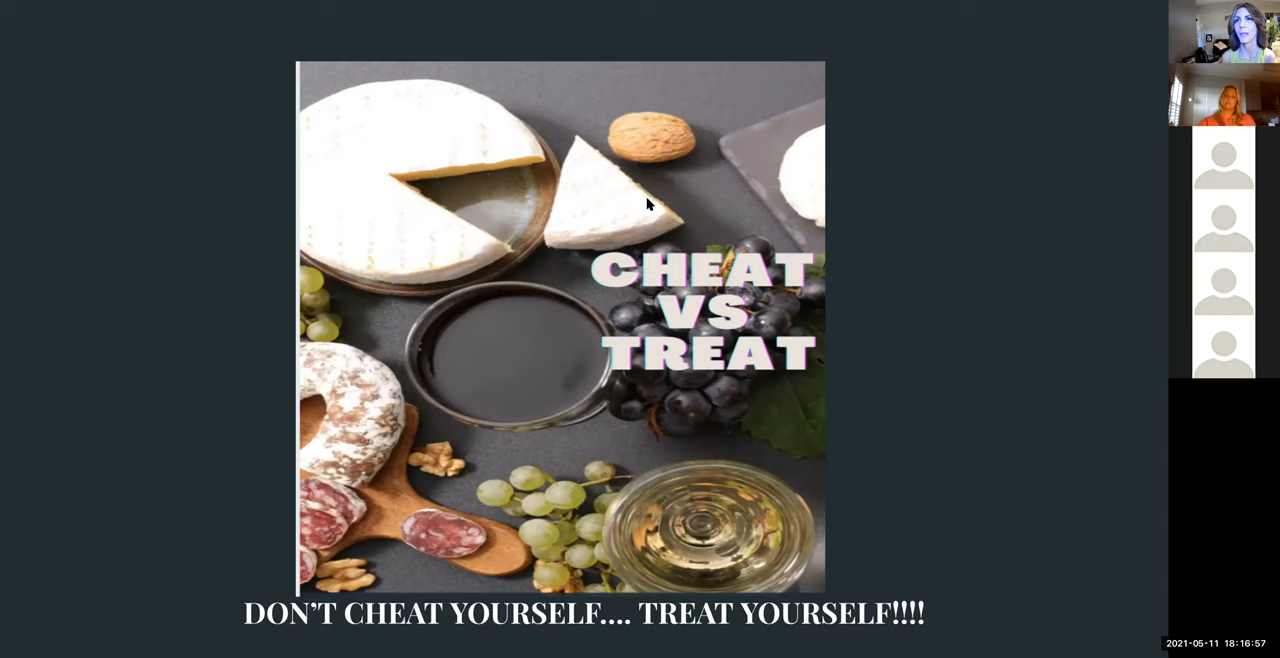 CHEAT
VS
TREAT
DON'T CHEAT YOURSELF.... TREAT YOURSELF!!!!
2021-05-11 18:16:57